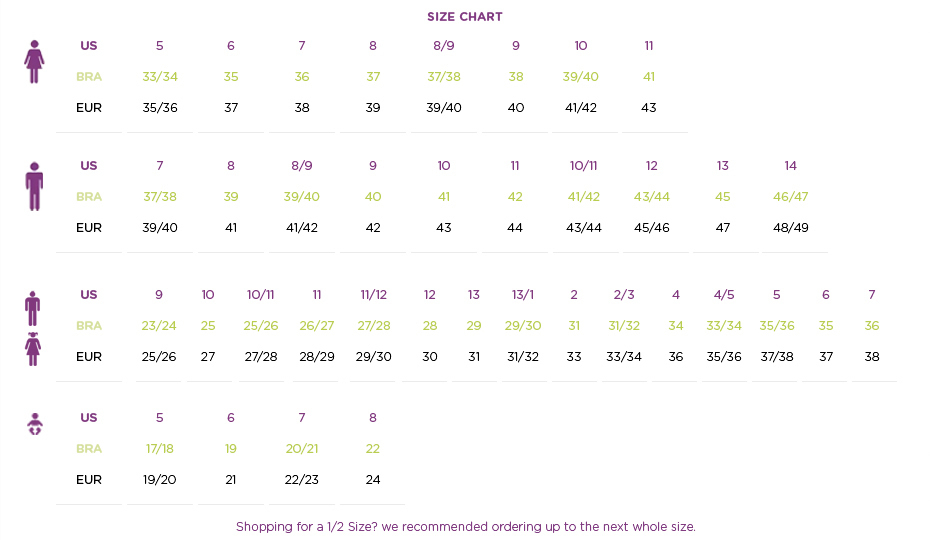 SIZE CHART
US 5 6 7 8 8/9 9 10 11
BRA 33/34 35 36 37 37/38 38 39/40 41
EUR 35/36 37 38 39 39/40 40 41/42 43
US 7 8 8/9 9 10 11 10/11 12 13 14
BRA 37/38 39 39/40 40 41 42 41/42 43/44 45 46/47
EUR 39/40 41 41/42 42 43 44 43/44 45/46 47 48/49
US 9 10 10/11 11 11/12 12 13 13/1 2 2/3 4 4/5 5 6 7
BRA 23/24 25 25/26 26/27 27/28 28 29 29/30 31 31/32 34 33/34 35/36 35 36
EUR 25/26 27 27/28 28/29 29/30 30 31 31/32 33 33/34 36 35/36 37/38 37 38
US 5 6 7 8
BRA 17/18 19 20/21 22
EUR 19/20 21 22/23 24
Shopping for a 1/2 Size? we recommended ordering up to the next whole size.